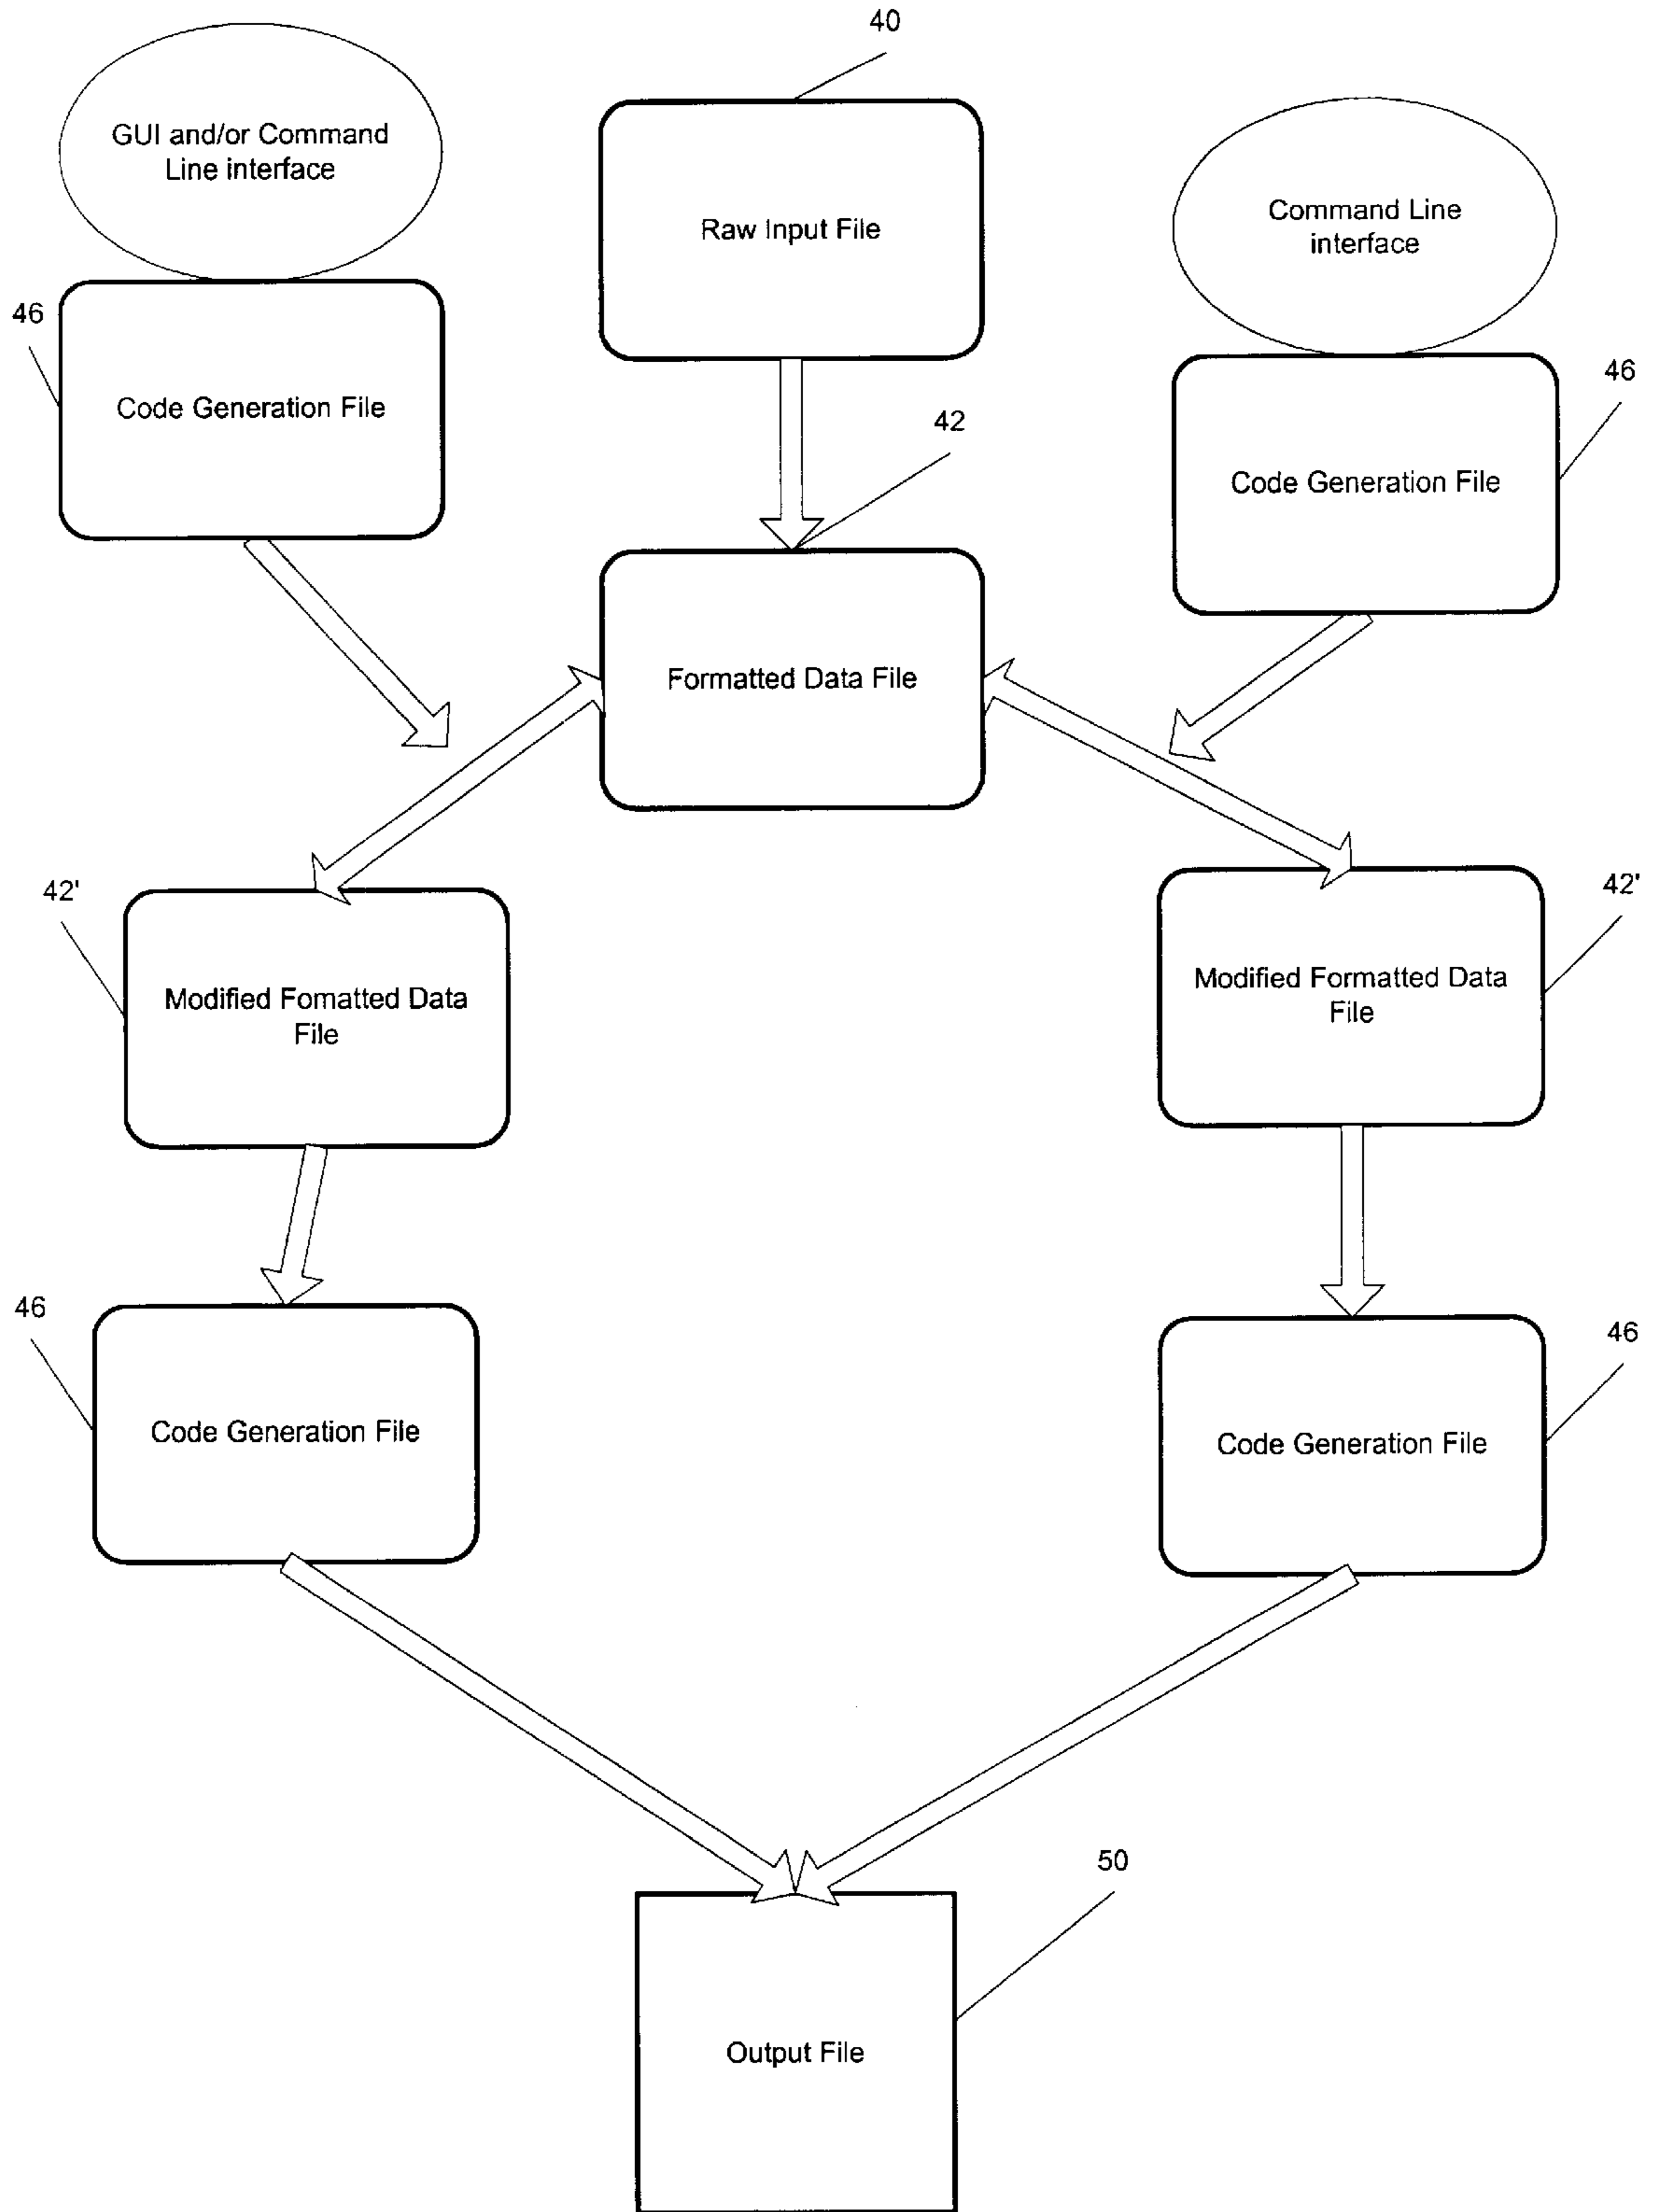 40
GUI and/or Command
Line interface
Raw Input File
Command Line
interface
46
Code Generation File
46
Code Generation File
42
Formatted Data File
42'
Modified Fomatted Data
File
42'
Modified Formatted Data
File
46
Code Generation File
46
Code Generation File
50
Output File